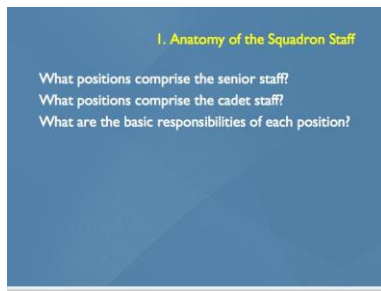 1. Anatomy of the Squadron Staff
What positions comprise the senior staff?
What positions comprise the cadet staff?
What are the basic responsibilities of each position?